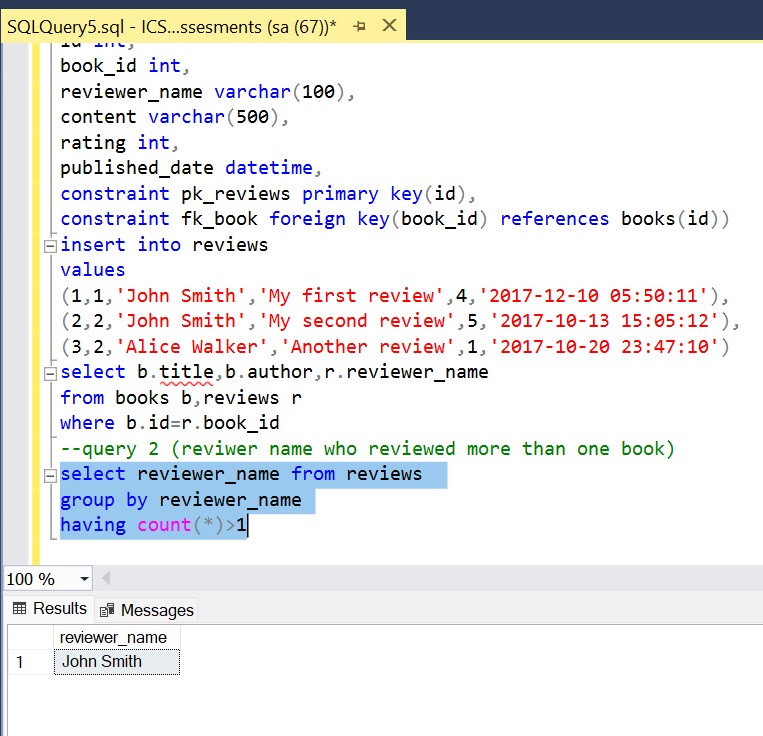 SQLQuery5.sql - ICS...ssesments (sa (67))*
id int,
book_id int,
reviewer_name varchar(100),
content varchar(500),
rating int,
published_date datetime,
constraint pk_reviews primary key(id),
constraint fk_book foreign key(book_id) references books(id))
insert into reviews
values
(1,1,'John Smith','My first review',4,'2017-12-10 05:50:11'),
(2,2,'John Smith','My second review',5,'2017-10-13 15:05:12'),
(3,2,'Alice Walker','Another review',1,'2017-10-20 23:47:10')
select b.title,b.author,r.reviewer_name
from books b,reviews r
where b.id=r.book_id
--query 2 (reviwer name who reviewed more than one book)
select reviewer_name from reviews
group by reviewer_name
having count(*)>1
100 %
Results Messages
reviewer_name
1 John Smith